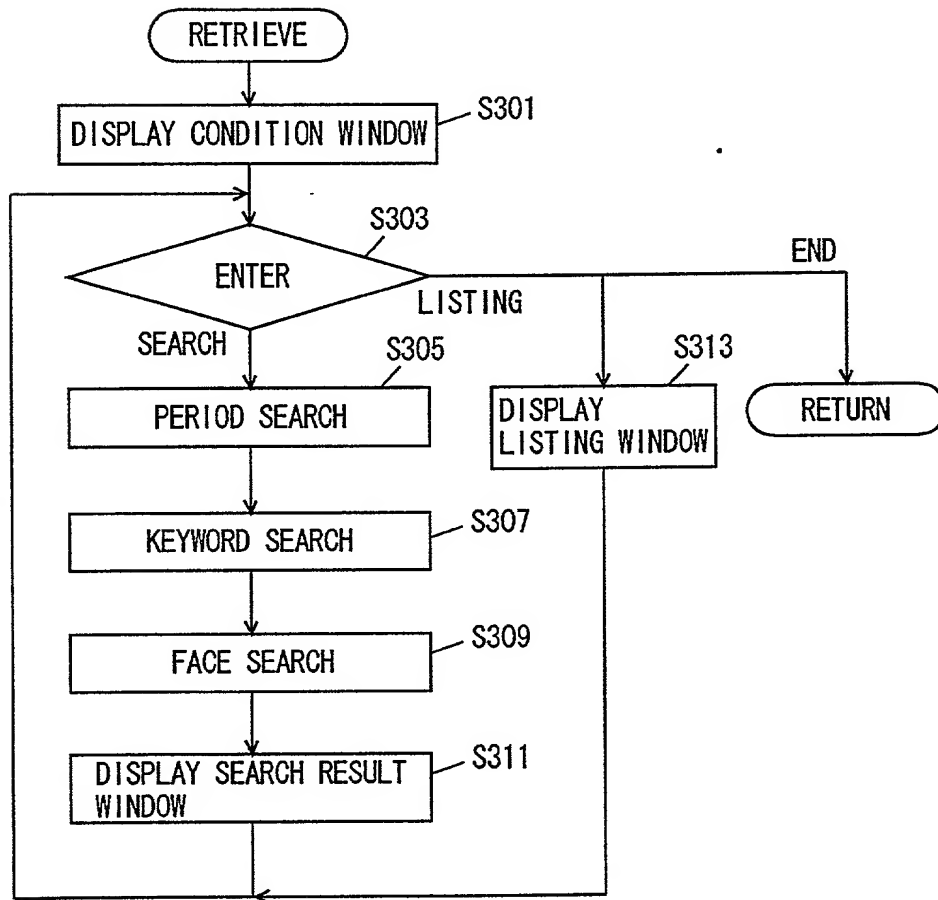 RETRIEVE
S301
DISPLAY CONDITION WINDOW
S303
ENTER
END
LISTING
SEARCH
S305
PERIOD SEARCH
S313
DISPLAY
LISTING WINDOW
RETURN
S307
KEYWORD SEARCH
S309
FACE SEARCH
S311
DISPLAY SEARCH RESULT
WINDOW